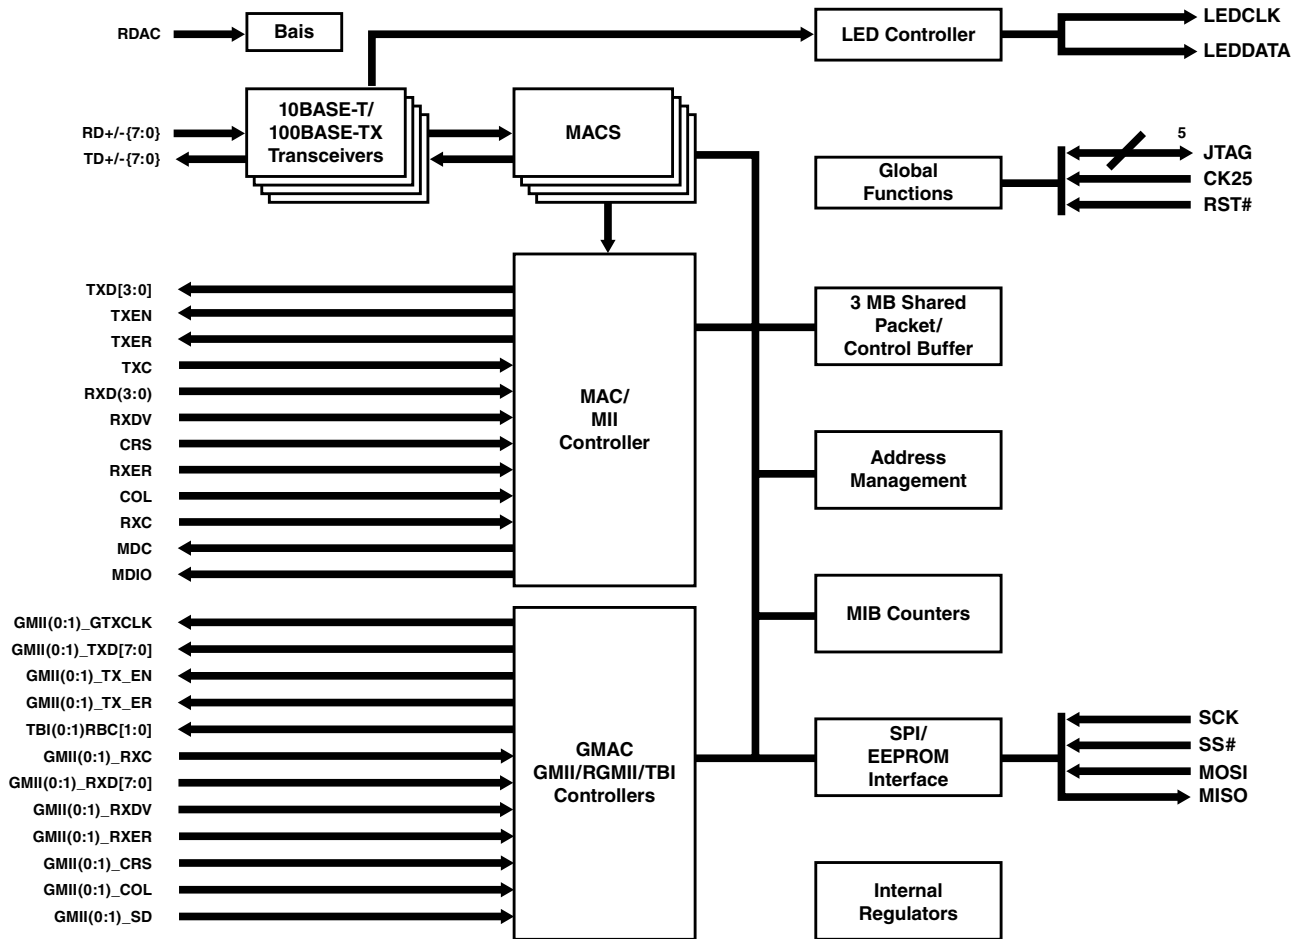 RDAC
Bais
LED Controller
LEDCLK
LEDDATA
RD+/-{7:0}
TD+/-{7:0}
10BASE-T/
100BASE-TX
Transceivers
MACS
Global
Functions
5
JTAG
CK25
RST#
TXD[3:0]
TXEN
TXER
TXC
RXD(3:0)
RXDV
CRS
RXER
COL
RXC
MDC
MDIO
MAC/
MII
Controller
3 MB Shared
Packet/
Control Buffer
Address
Management
MIB Counters
GMII(0:1)_GTXCLK
GMII(0:1)_TXD[7:0]
GMII(0:1)_TX_EN
GMII(0:1)_TX_ER
TBI(0:1)RBC[1:0]
GMII(0:1)_RXC
GMII(0:1)_RXD[7:0]
GMII(0:1)_RXDV
GMII(0:1)_RXER
GMII(0:1)_CRS
GMII(0:1)_COL
GMII(0:1)_SD
GMAC
GMII/RGMII/TBI
Controllers
SPI/
EEPROM
Interface
SCK
SS#
MOSI
MISO
Internal
Regulators